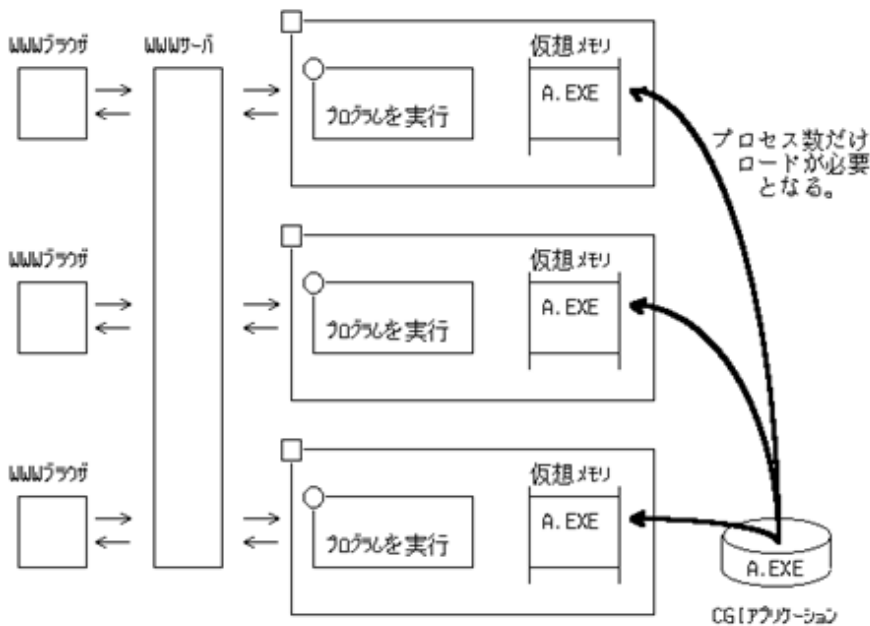 WWWブラウザ
WWWサーバ
仮想メモリ
A.EXE
プログラムを実行
プロセス数だけ
ロードが必要
となる。
WWWブラウザ
仮想メモリ
A.EXE
プログラムを実行
WWWブラウザ
仮想メモリ
A.EXE
プログラムを実行
A.EXE
CGIアプリケーション